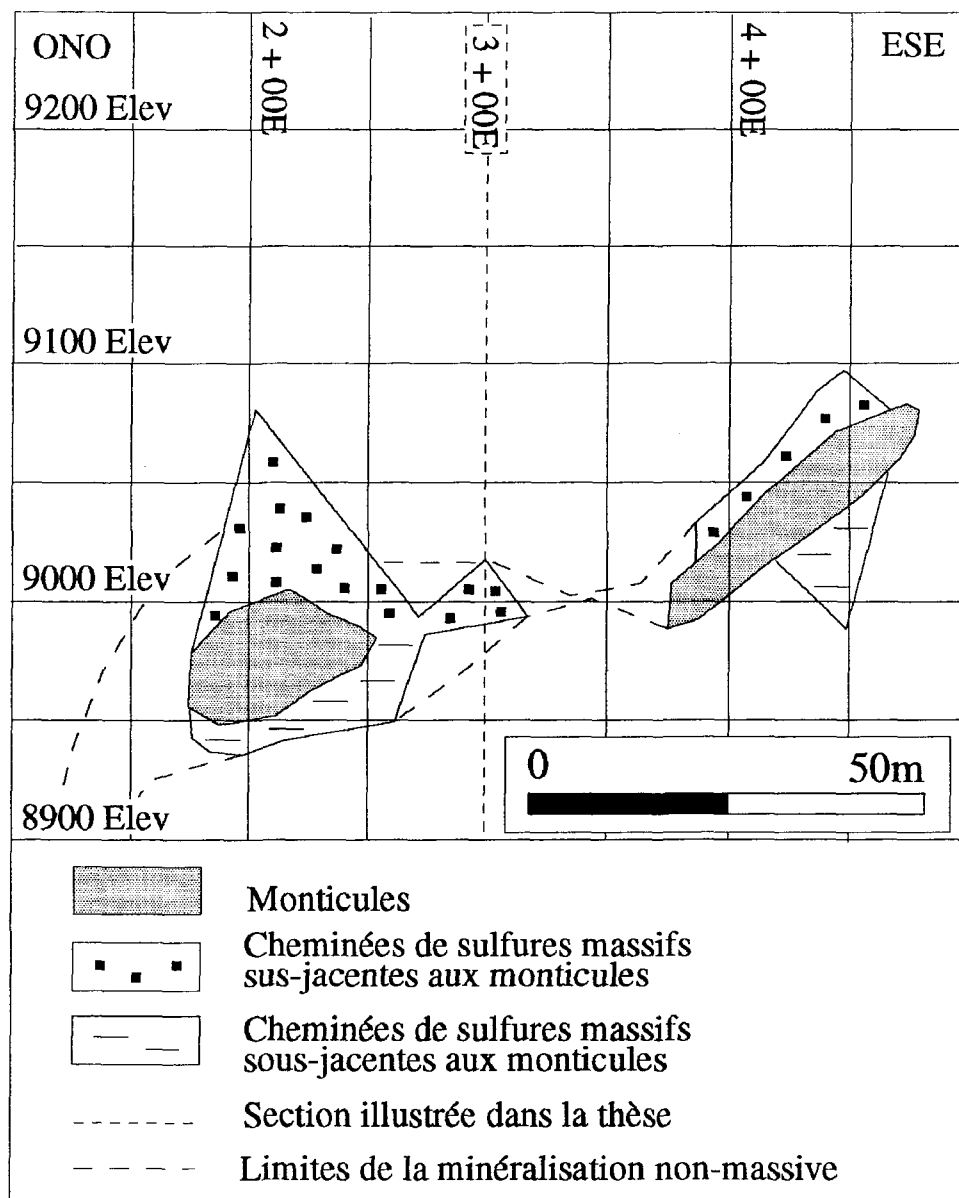 ONO
2 + 00E
3 + 00E
4 + 00E
ESE
9200 Elev
9100 Elev
9000 Elev
8900 Elev
0
50m
Monticules
Cheminées de sulfures massifs
sus-jacentes aux monticules
Cheminées de sulfures massifs
sous-jacentes aux monticules
Section illustrée dans la thèse
Limites de la minéralisation non-massive